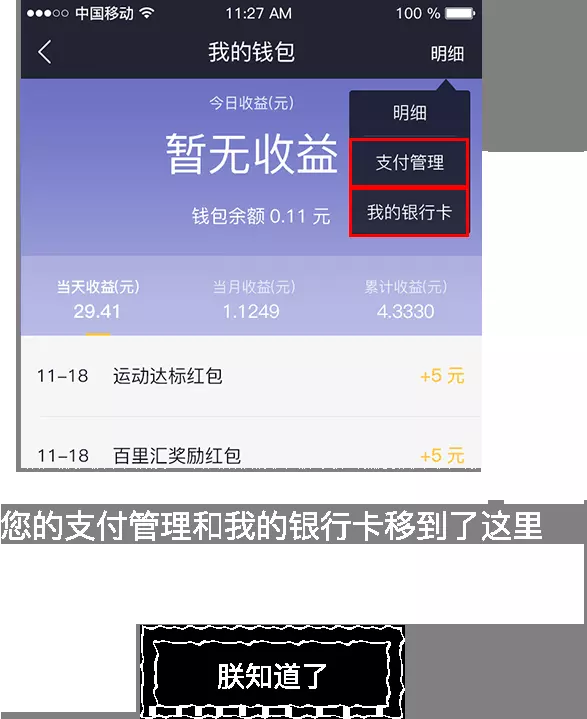 中国移动 11:27 AM 100 %
我的钱包 明细
今日收益(元)
明细
暂无收益
支付管理
钱包余额 0.11 元
我的银行卡
当天收益(元) 当月收益(元) 累计收益(元)
29.41 1.1249 4.3330
11-18 运动达标红包 +5 元
11-18 百里汇奖励红包 +5 元
您的支付管理和我的银行卡移到了这里
朕知道了